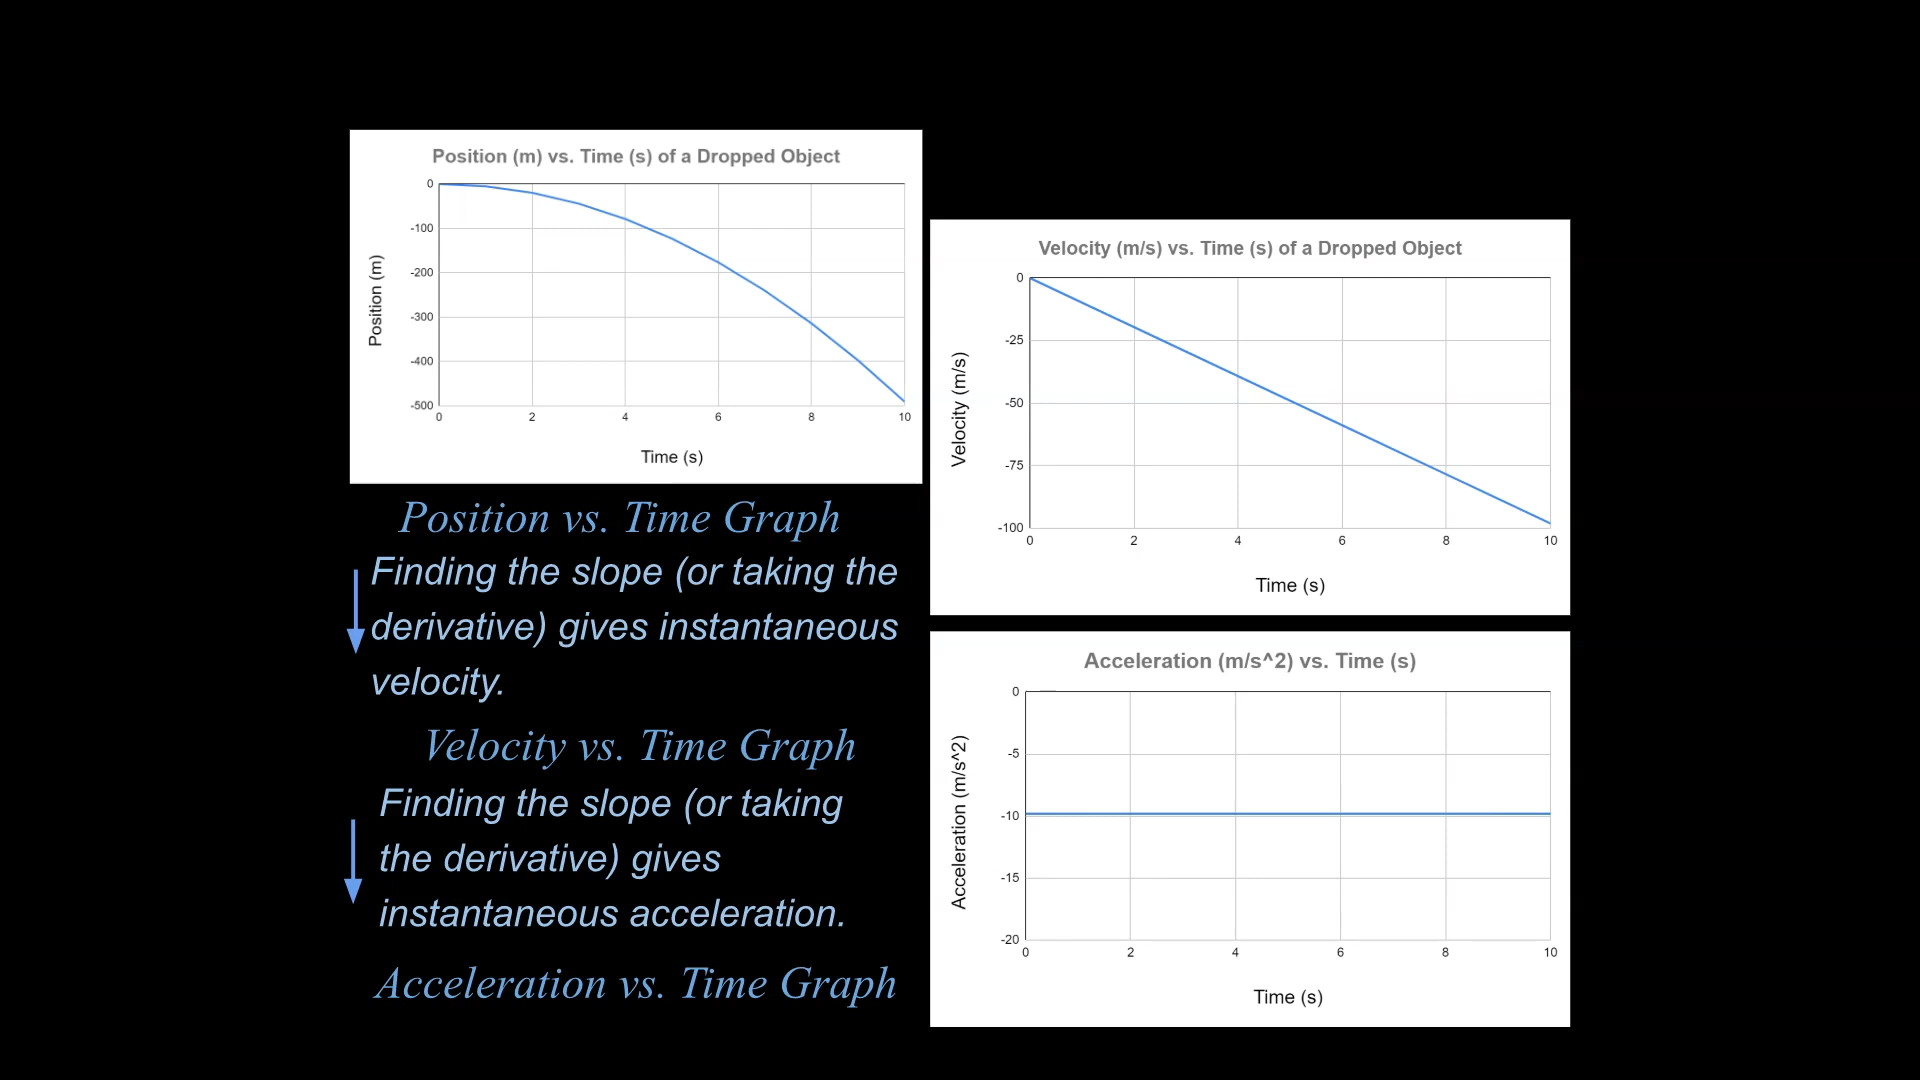 Position (m) vs. Time (s) of a Dropped Object
0
-100
-200
-300
-400
-500
Position (m)
0 2 4 6 8 10
Time (s)
Position vs. Time Graph
Finding the slope (or taking the
derivative) gives instantaneous
velocity.
Velocity vs. Time Graph
Finding the slope (or taking
the derivative) gives
instantaneous acceleration.
Acceleration vs. Time Graph
Velocity (m/s) vs. Time (s) of a Dropped Object
0
-25
-50
-75
-100
Velocity (m/s)
0 2 4 6 8 10
Time (s)
Acceleration (m/s^2) vs. Time (s)
0
-5
-10
-15
-20
Acceleration (m/s^2)
0 2 4 6 8 10
Time (s)